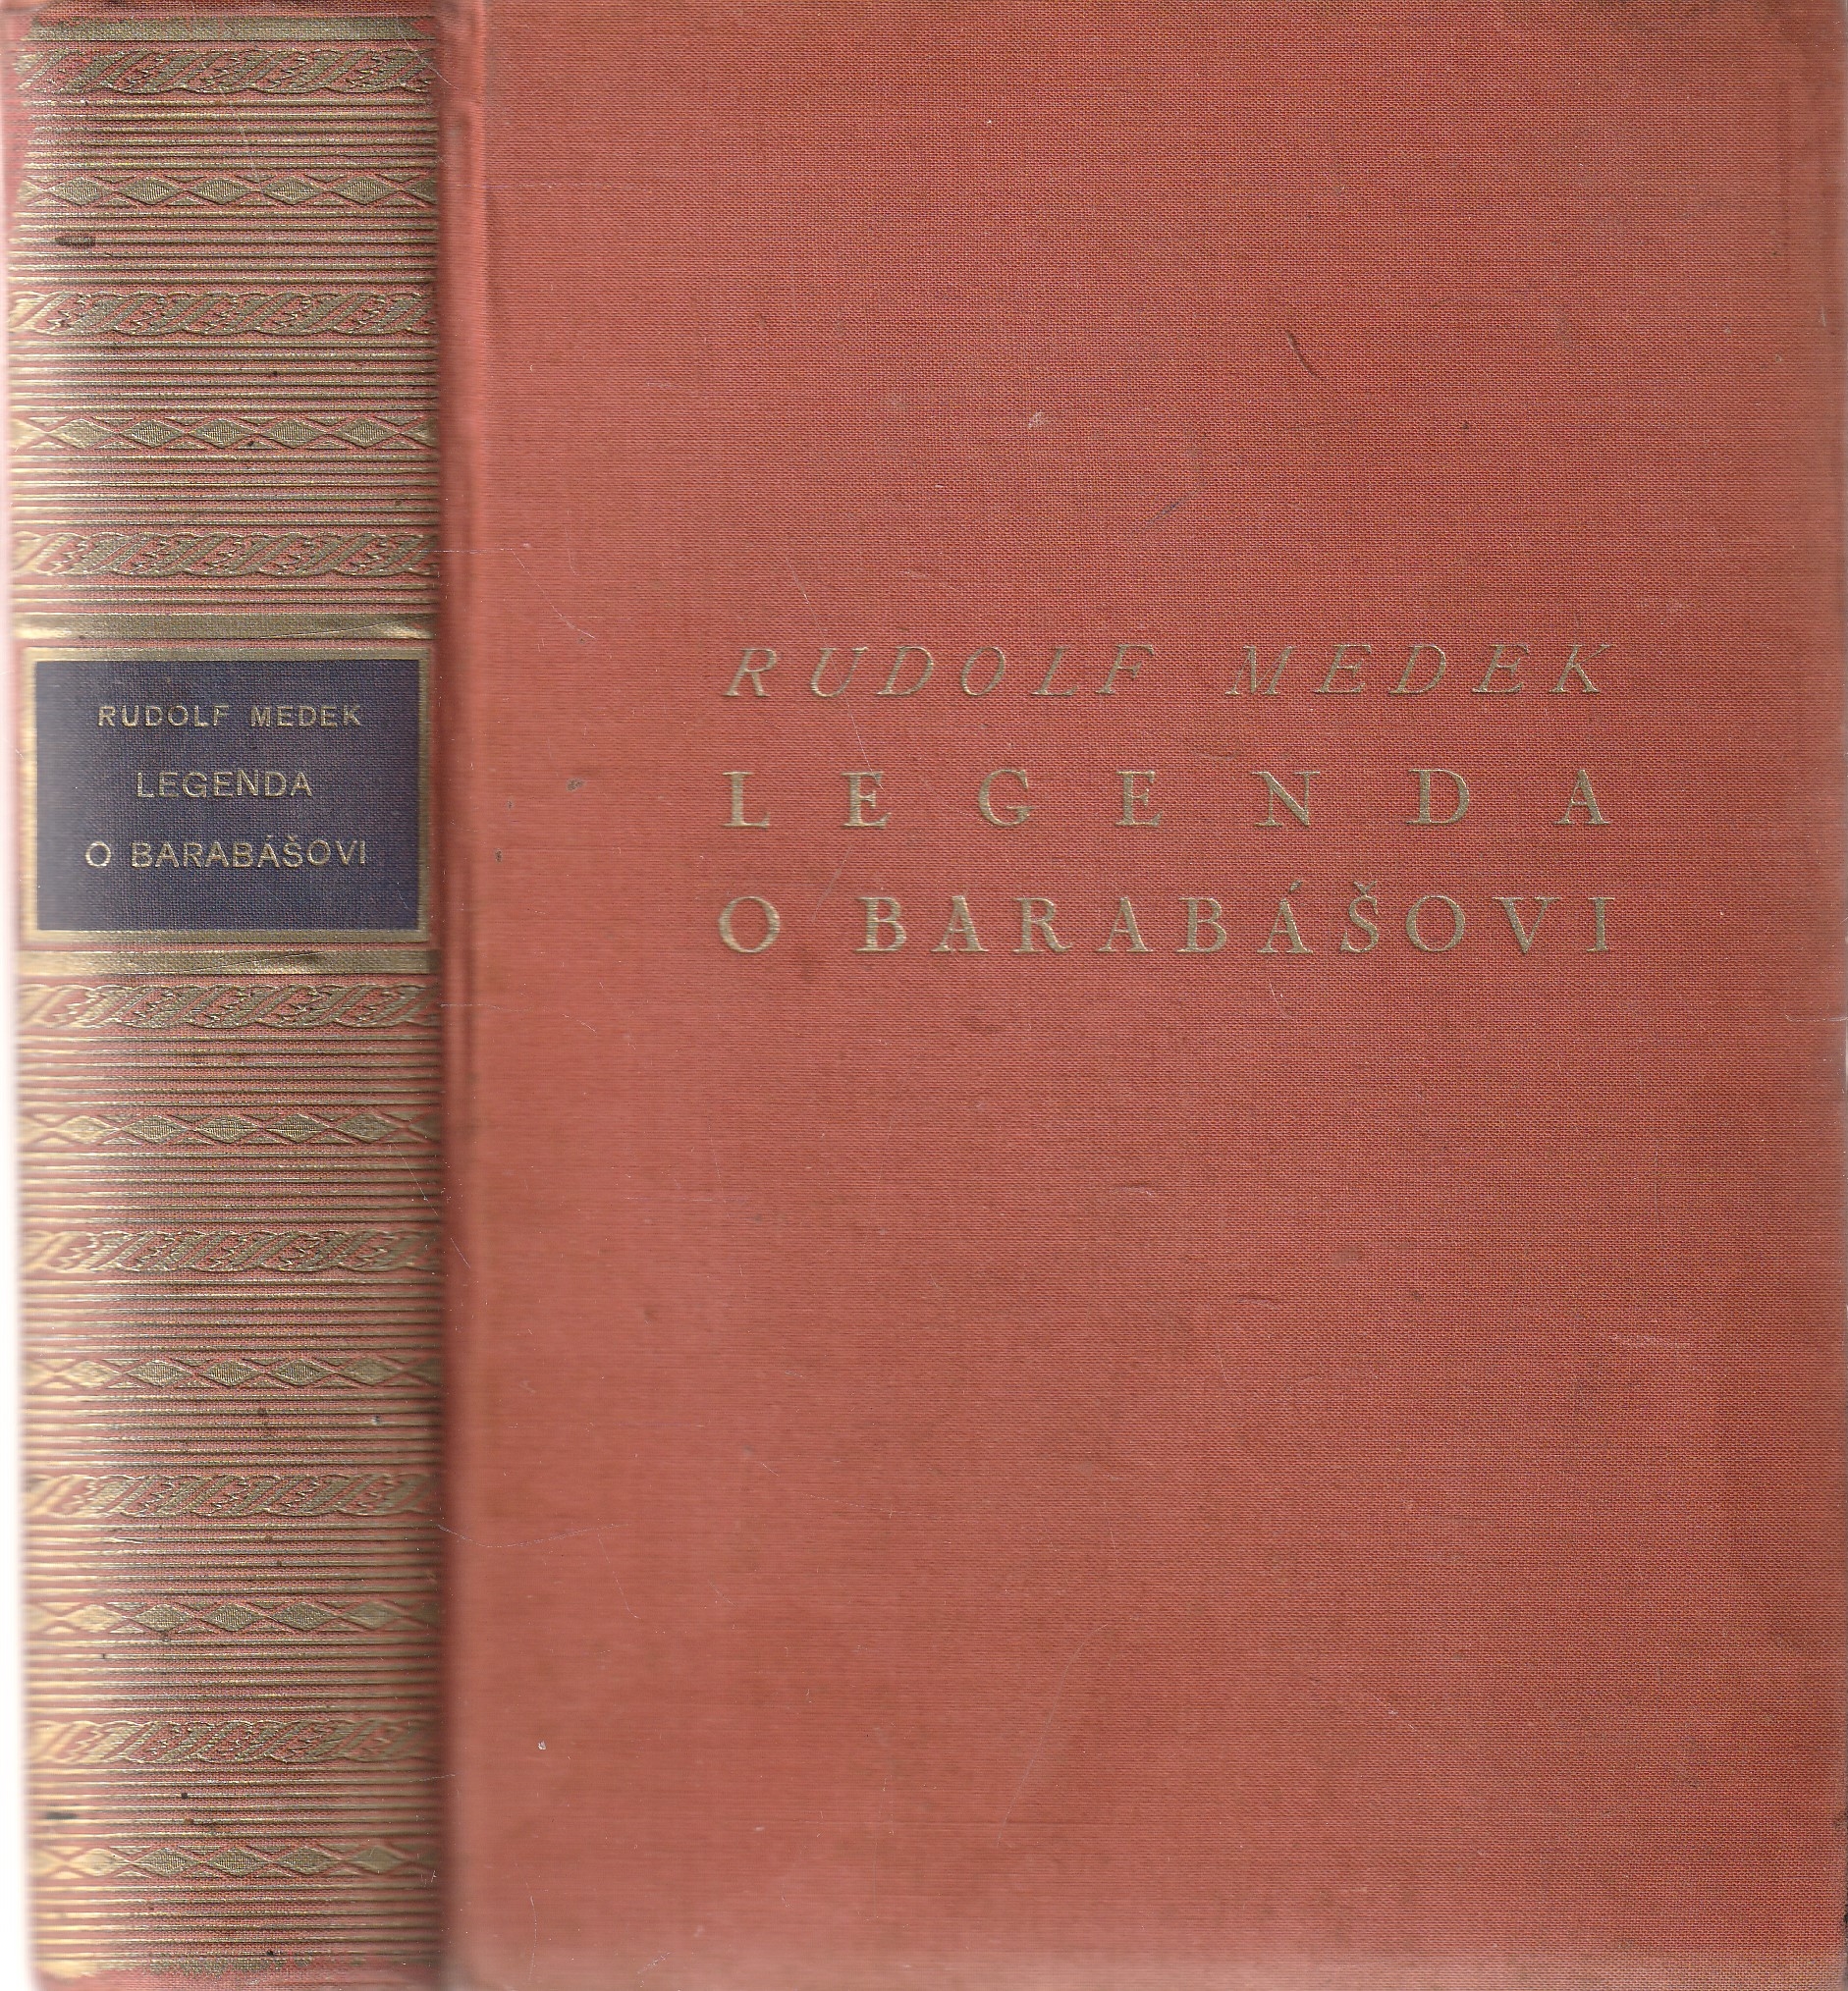 RUDOLF MEDEK
LEGENDA
O BARABÁŠOVI
RUDOLF MEDEK
LEGENDA
O BARABÁŠOVI